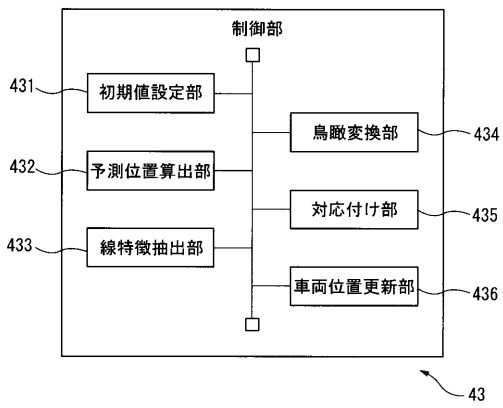 制御部
431
初期値設定部
432
予測位置算出部
433
線特徴抽出部
鳥瞰変換部
434
対応付け部
435
車両位置更新部
436
43